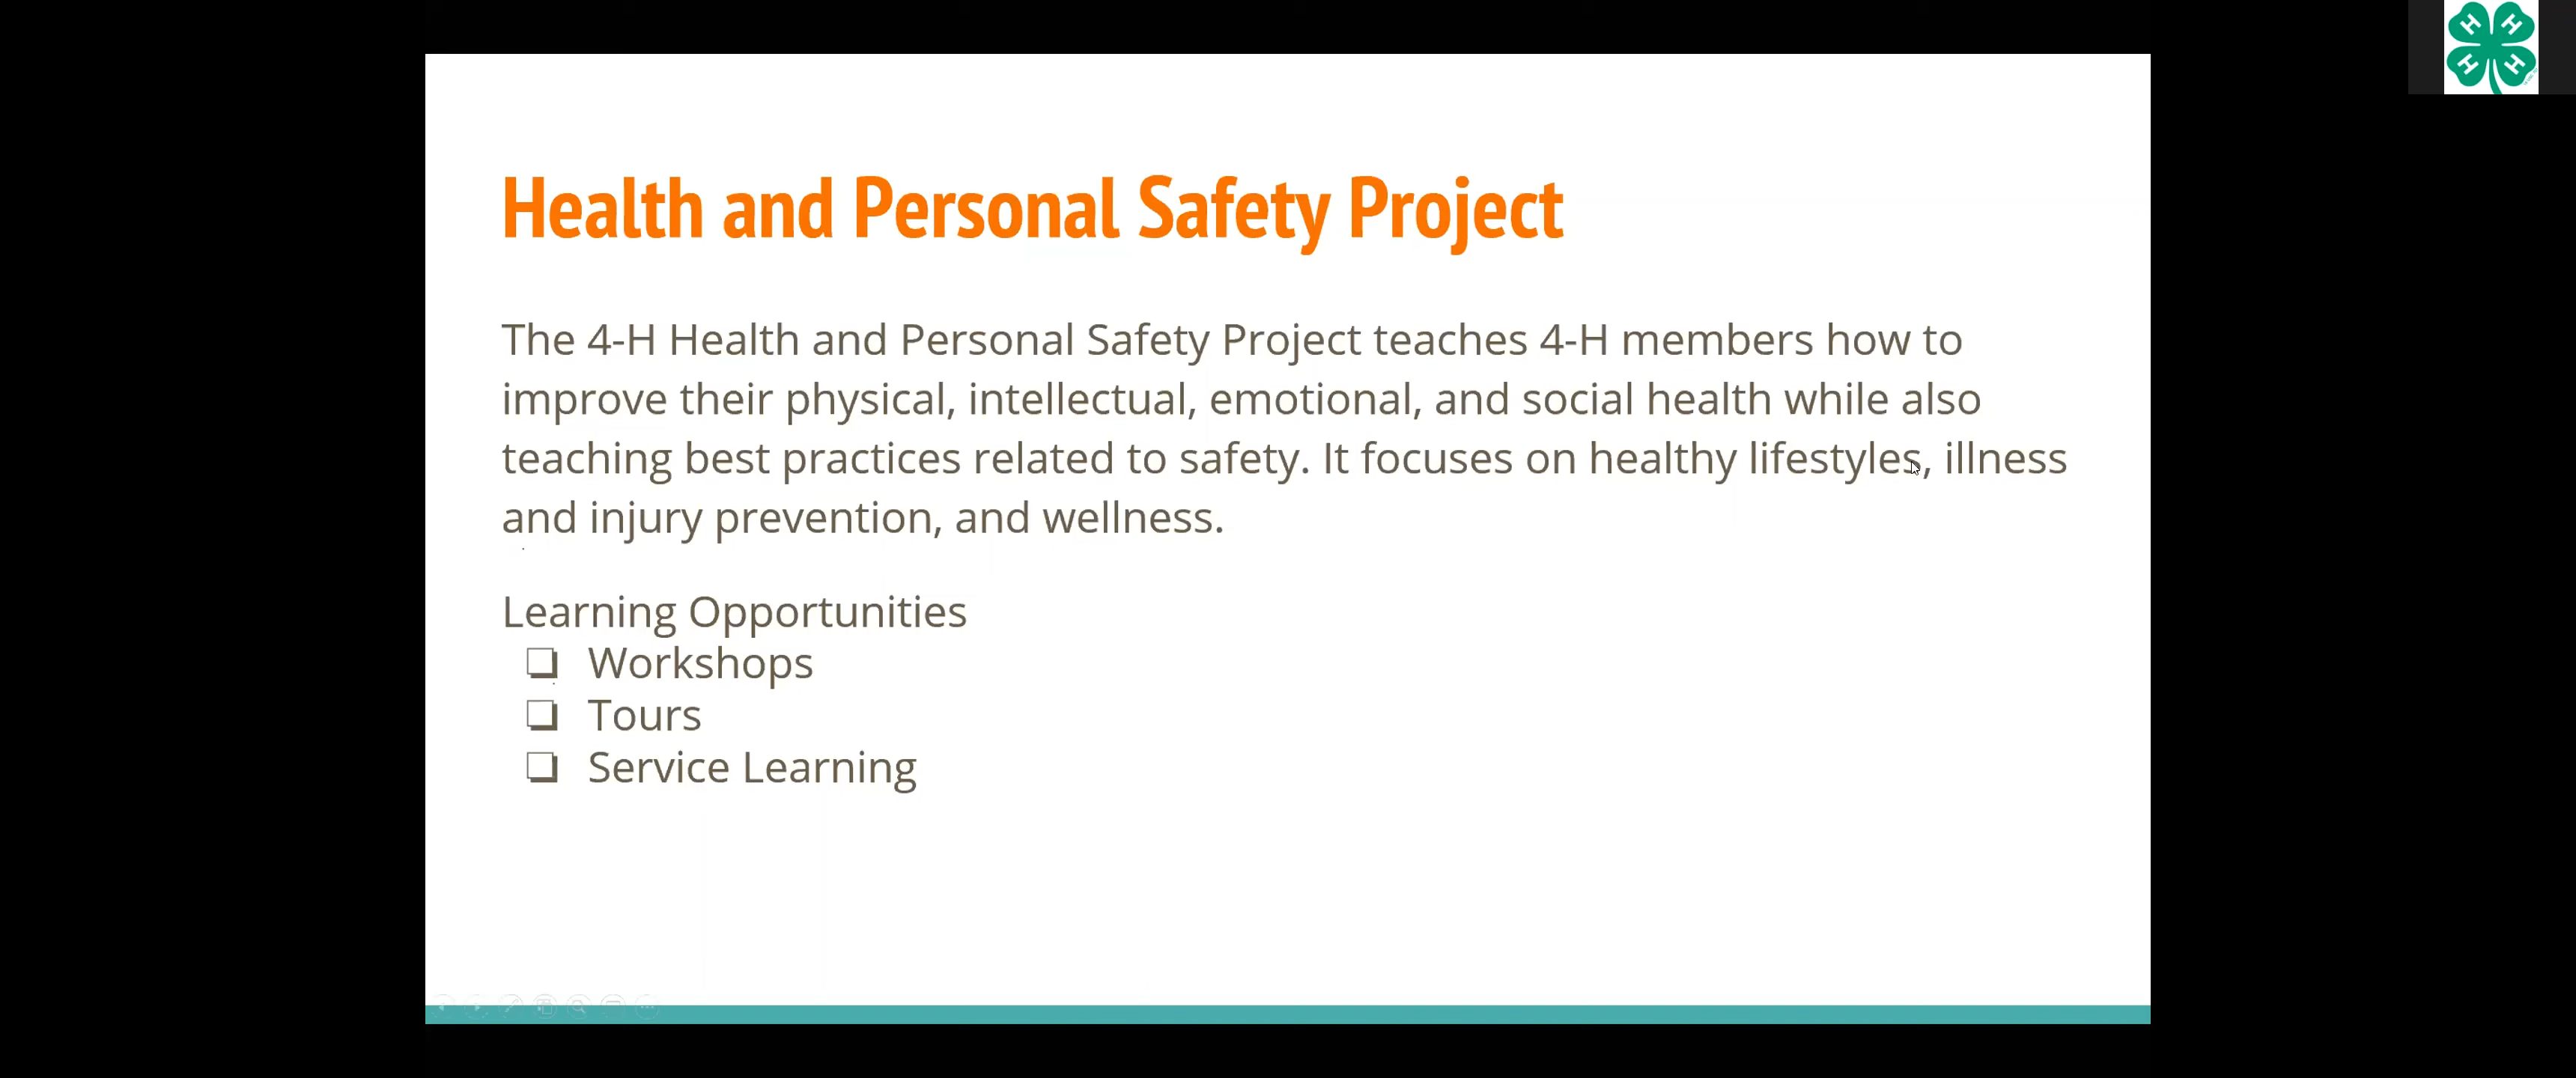 Health and Personal Safety Project
The 4-H Health and Personal Safety Project teaches 4-H members how to
improve their physical, intellectual, emotional, and social health while also
teaching best practices related to safety. It focuses on healthy lifestyles, illness
and injury prevention, and wellness.
Learning Opportunities
❏ Workshops
❏ Tours
❏ Service Learning
H H
H H